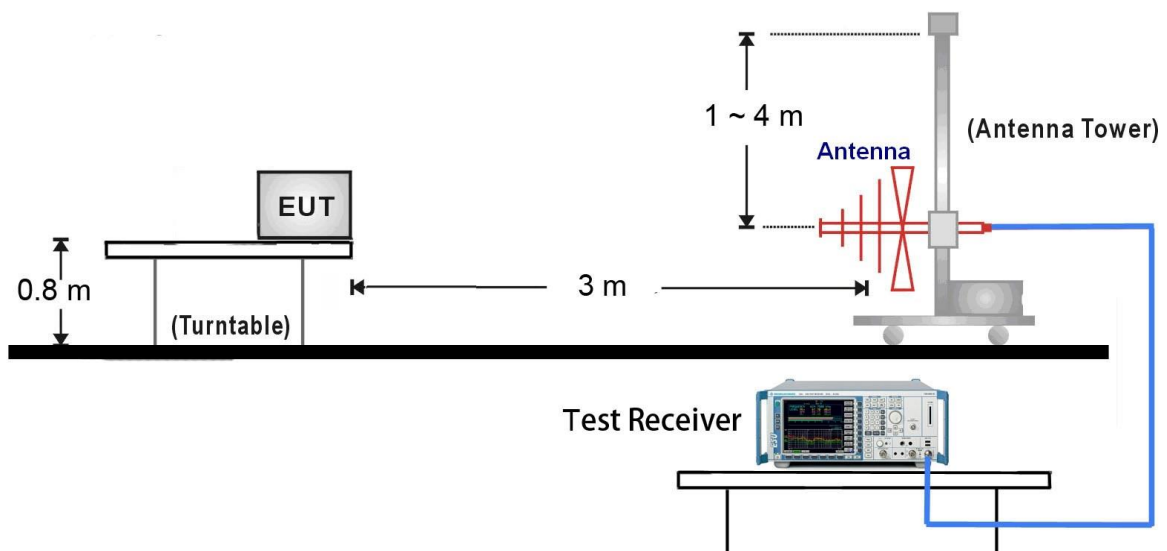 1 ~ 4 m
(Antenna Tower)
Antenna
EUT
0.8 m
3 m
(Turntable)
Test Receiver